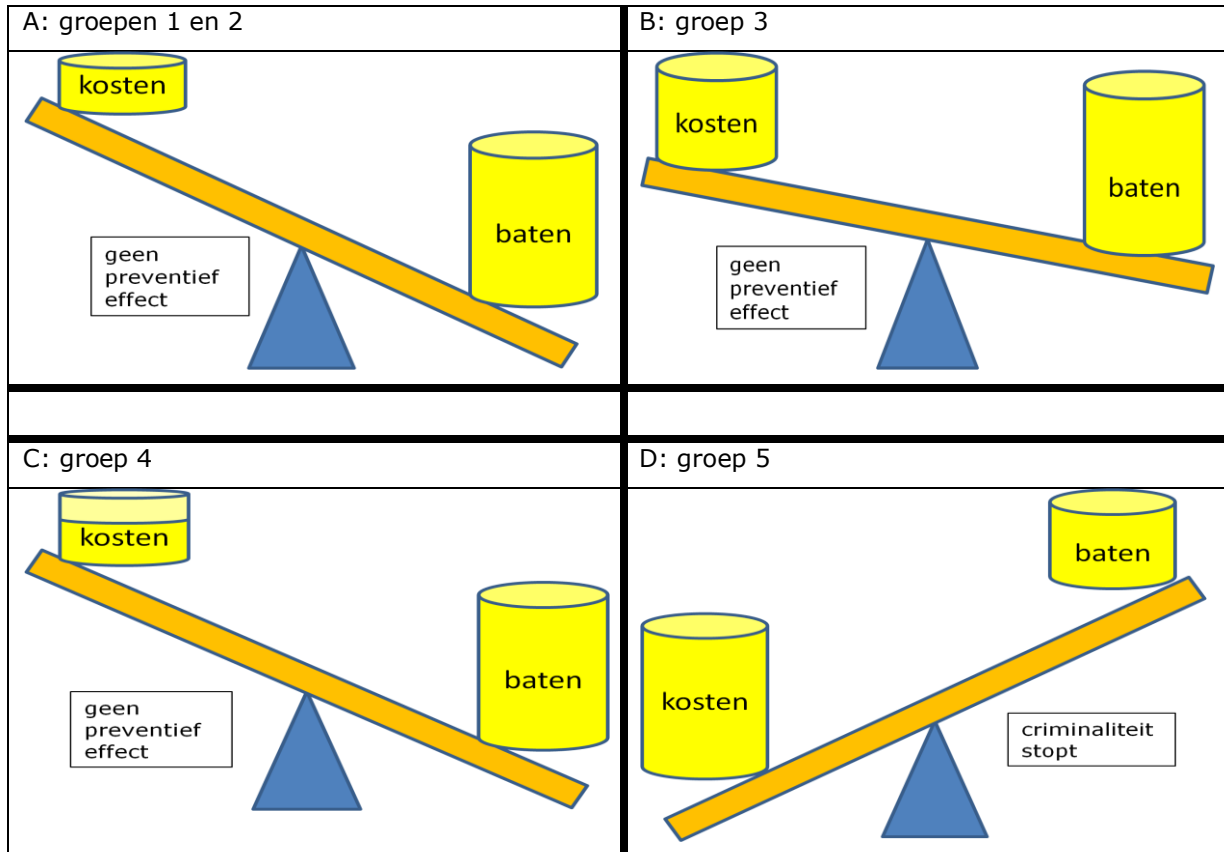 A: groepen 1 en 2
B: groep 3
kosten
baten
geen
preventief
effect
kosten
baten
geen
preventief
effect
C: groep 4
D: groep 5
kosten
baten
geen
preventief
effect
baten
kosten
criminaliteit
stopt